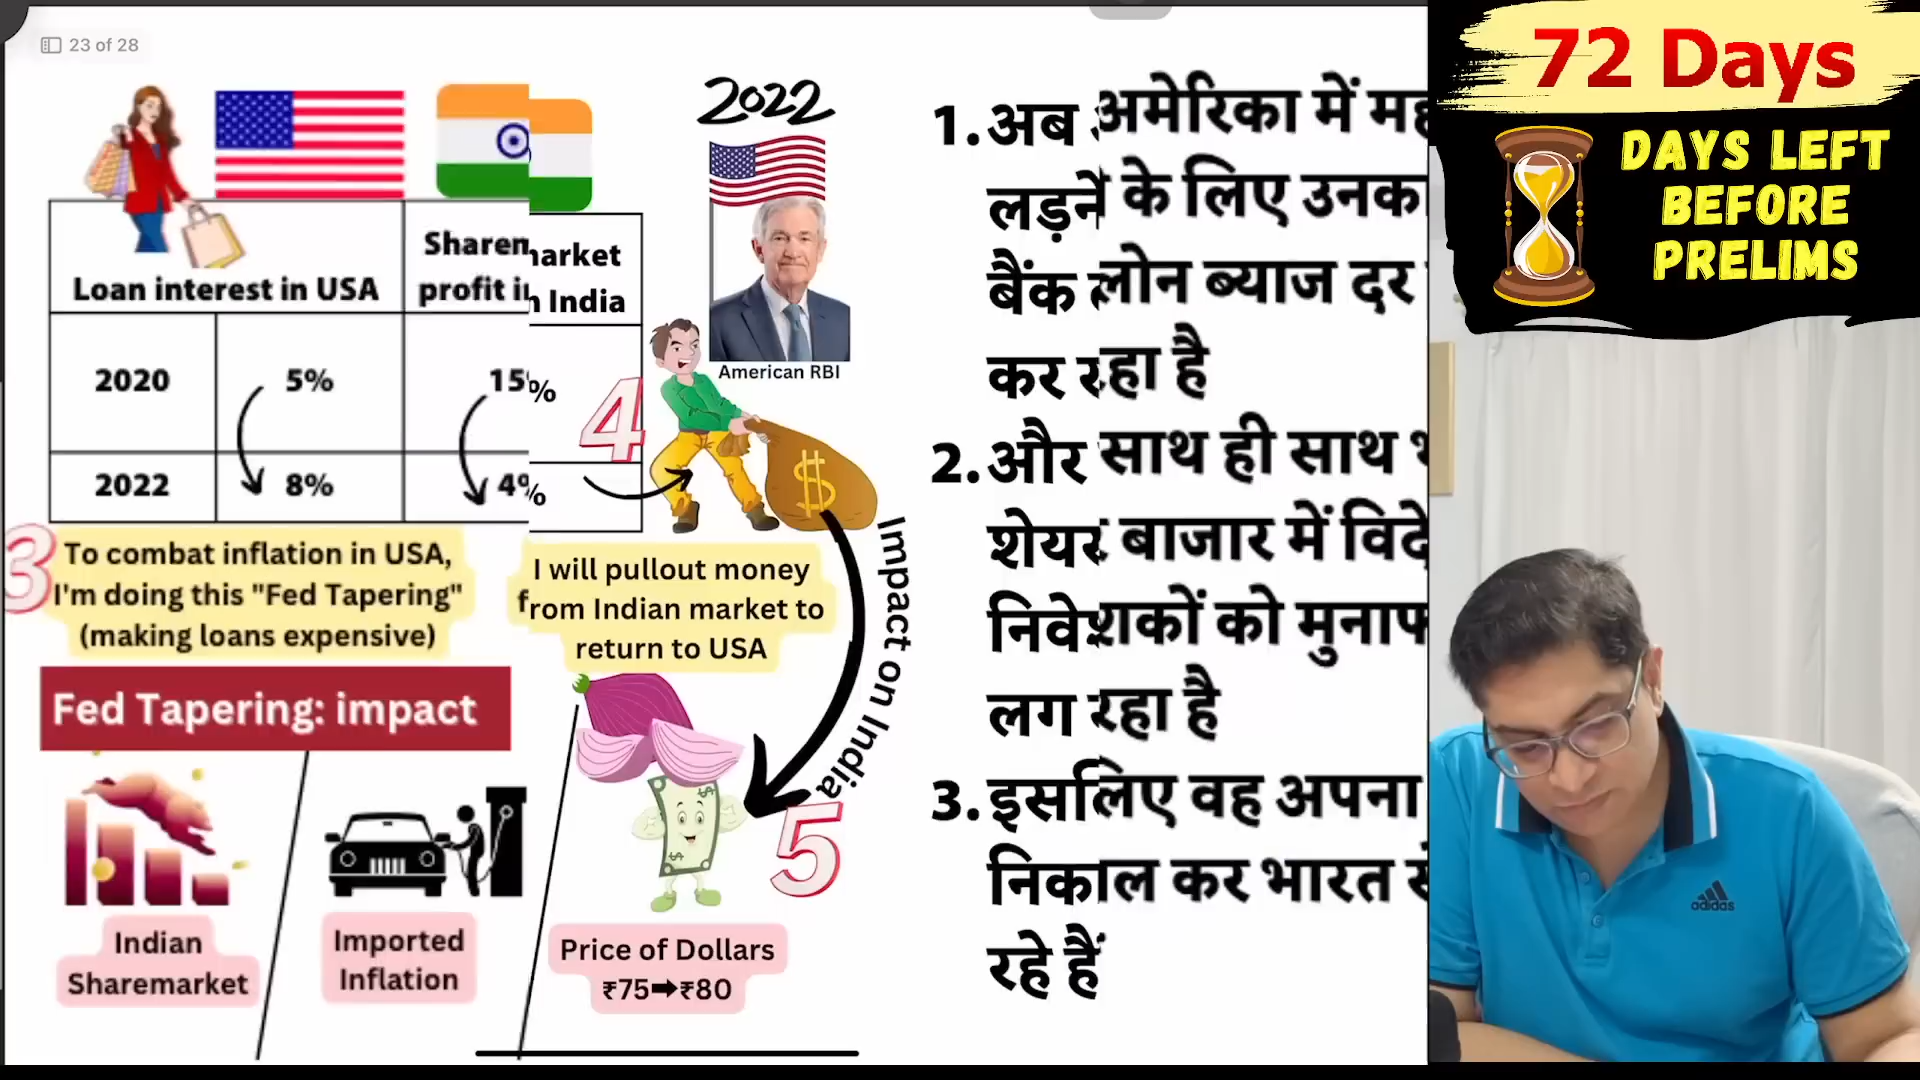 23 of 28
2022
Loan interest in USA
Sharemarket
profit in India
2020
5%
15%
2022
8%
4%
4
American RBI
3
To combat inflation in USA,
I'm doing this "Fed Tapering"
(making loans expensive)
I will pullout money
from Indian market to
return to USA
Impact on India
Fed Tapering: impact
5
Indian
Sharemarket
Imported
Inflation
Price of Dollars
₹75➡₹80
1. अब अमेरिका में
लड़ने के लिए उनका
बैंक लोन ब्याज दर
कर रहा है
2. और साथ ही साथ
शेयर बाजार में
निवेशकों को
लग रहा है
3. इसलिए वह अपना
निकाल कर भारत से
रहे हैं
72 Days
DAYS LEFT
BEFORE
PRELIMS
adidas